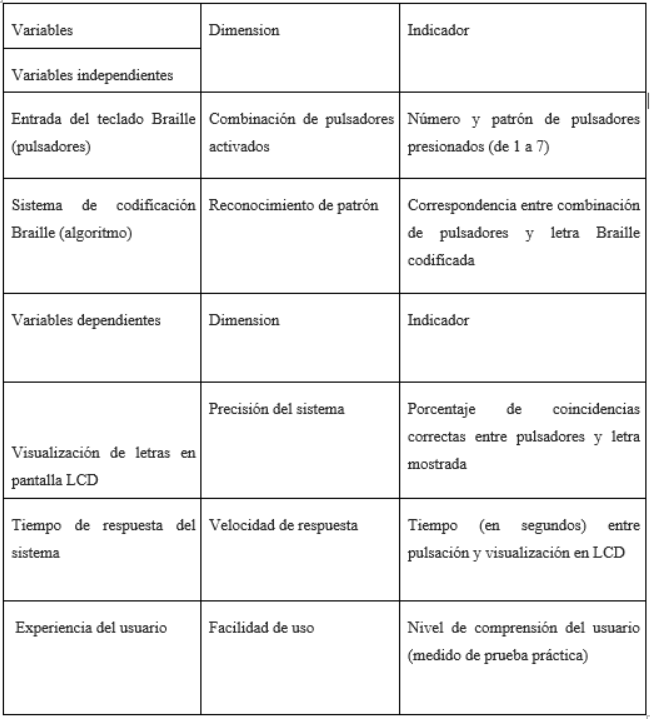 Variables
Dimension
Indicador
Variables independientes
Entrada del teclado Braille
(pulsadores)
Combinación de pulsadores
activados
Número y patrón de pulsadores
presionados (de 1 a 7)
Sistema de codificación
Braille (algoritmo)
Reconocimiento de patrón
Correspondencia entre combinación
de pulsadores y letra Braille
codificada
Variables dependientes
Dimension
Indicador
Visualización de letras en
pantalla LCD
Precisión del sistema
Porcentaje de coincidencias
correctas entre pulsadores y letra
mostrada
Tiempo de respuesta del
sistema
Velocidad de respuesta
Tiempo (en segundos) entre
pulsación y visualización en LCD
Experiencia del usuario
Facilidad de uso
Nivel de comprensión del usuario
(medido de prueba práctica)